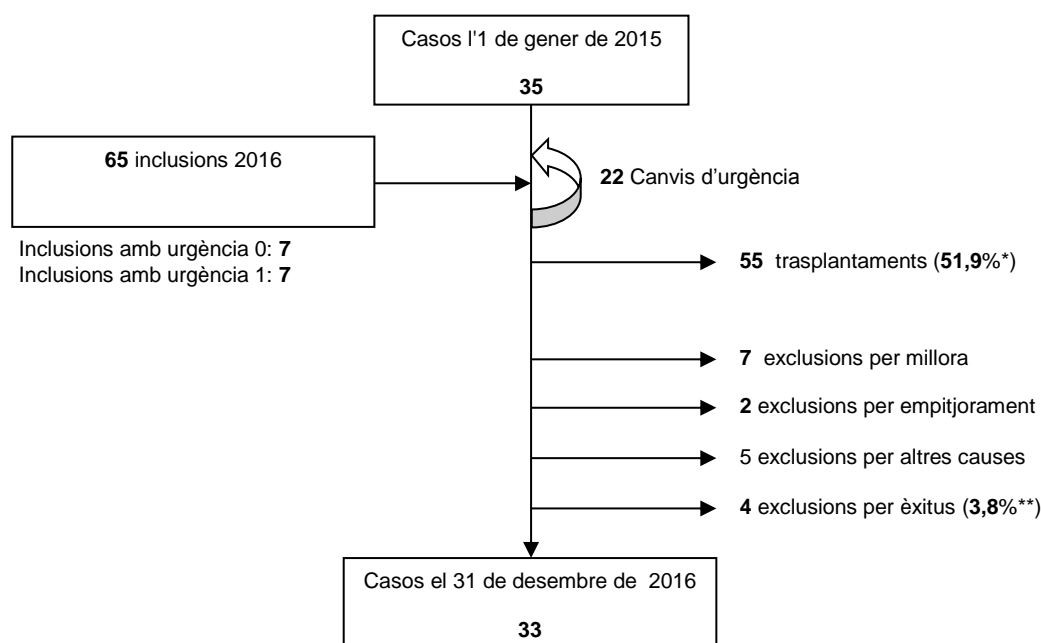 Casos l'1 de gener de 2015
35
65 inclusions 2016
22 Canvis d’urgència
Inclusions amb urgència 0: 7
Inclusions amb urgència 1: 7
55 trasplantaments (51,9%*)
7 exclusions per millora
2 exclusions per empitjorament
5 exclusions per altres causes
4 exclusions per èxitus (3,8%**)
Casos el 31 de desembre de 2016
33